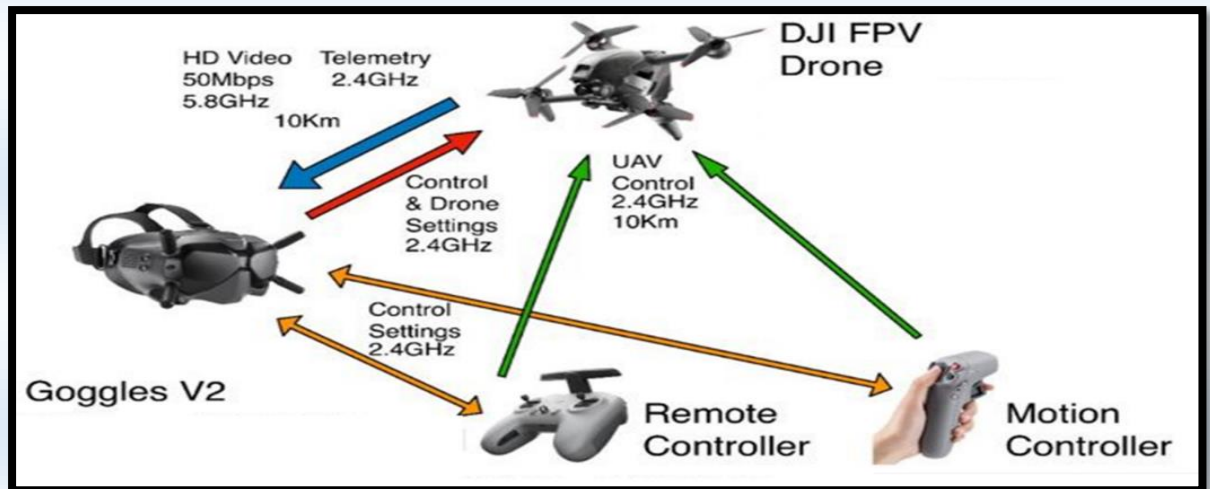 DJI FPV
Drone
HD Video
50Mbps
5.8GHz
Telemetry
2.4GHz
10Km
UAV
Control
2.4GHz
10Km
Control
& Drone
Settings
2.4GHz
Control
Settings
2.4GHz
Goggles V2
Remote
Controller
Motion
Controller